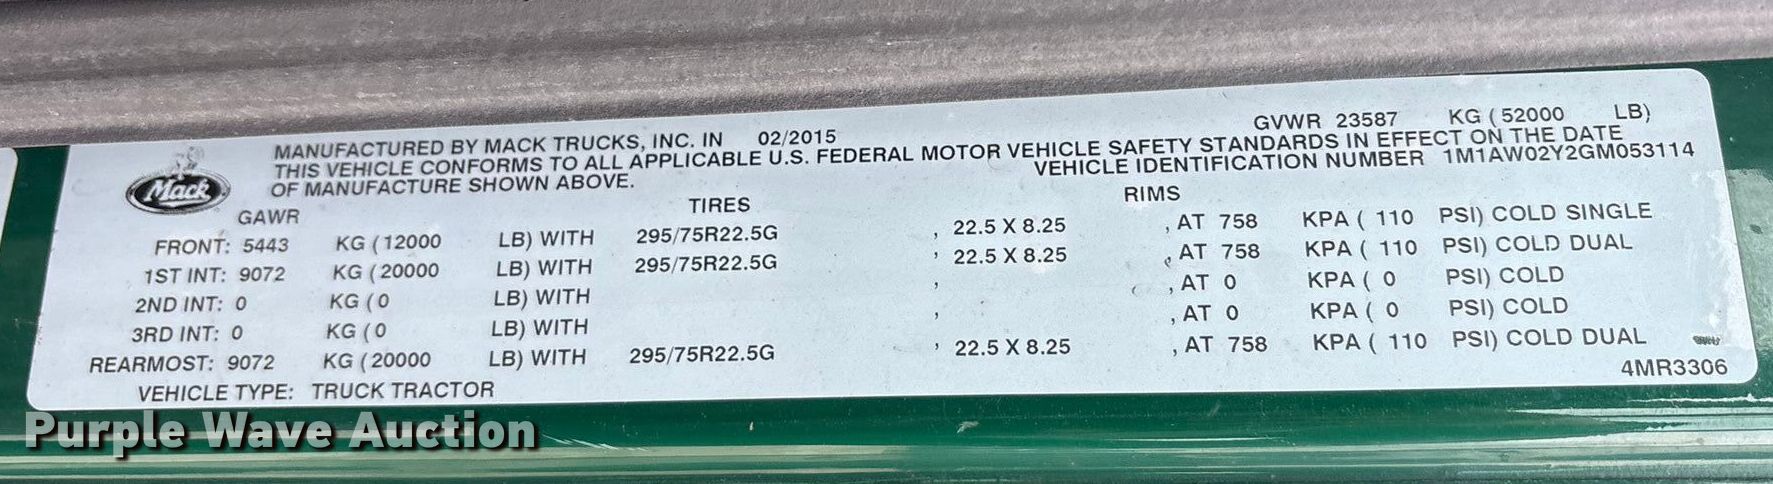 MANUFACTURED BY MACK TRUCKS, INC. IN 02/2015 GVWR 23587 KG (52000 LB)
THIS VEHICLE CONFORMS TO ALL APPLICABLE U.S. FEDERAL MOTOR VEHICLE SAFETY STANDARDS IN EFFECT ON THE DATE
OF MANUFACTURE SHOWN ABOVE. VEHICLE IDENTIFICATION NUMBER 1M1AW02Y2GM053114
Mack
GAWR TIRES RIMS
FRONT: 5443 KG (12000 LB) WITH 295/75R22.5G , 22.5 X 8.25 , AT 758 KPA ( 110 PSI) COLD SINGLE
1ST INT: 9072 KG (20000 LB) WITH 295/75R22.5G , 22.5 X 8.25 , AT 758 KPA ( 110 PSI) COLD DUAL
2ND INT: 0 KG (0 LB) WITH , , AT 0 KPA ( 0 PSI) COLD
3RD INT: 0 KG (0 LB) WITH , , AT 0 KPA ( 0 PSI) COLD
REARMOST: 9072 KG (20000 LB) WITH 295/75R22.5G , 22.5 X 8.25 , AT 758 KPA ( 110 PSI) COLD DUAL
VEHICLE TYPE: TRUCK TRACTOR 4MR3306
Purple Wave Auction